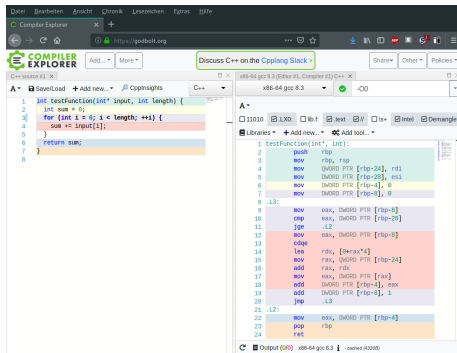 Datei Bearbeiten Ansicht Chronik Lesezeichen Extras Hilfe
Compiler Explorer
https://godbolt.org
COMPILER EXPLORER
Add... More
Discuss C++ on the Cpplang Slack
Share Other Policies
C++ source #1
x86-64 gcc 8.3 (Editor #1, Compiler #1) C++
A Save/Load + Add new... CppInsights C++
x86-64 gcc 8.3 -O0
A
11010 LX0: lib.f: .text // \s+ Intel Demangle
Libraries + Add new... Add tool...
1 int testFunction(int* input, int length) {
2 int sum = 0;
3 for (int i = 0; i < length; ++i) {
4 sum += input[i];
5 }
6 return sum;
7 }
8
1 testFunction(int*, int):
2 push rbp
3 mov rbp, rsp
4 mov QWORD PTR [rbp-24], rdi
5 mov DWORD PTR [rbp-28], esi
6 mov DWORD PTR [rbp-4], 0
7 mov DWORD PTR [rbp-8], 0
8 .L3:
9 mov eax, DWORD PTR [rbp-8]
10 cmp eax, DWORD PTR [rbp-28]
11 jge .L2
12 mov eax, DWORD PTR [rbp-8]
13 cdqe
14 lea rdx, [0+rax*4]
15 mov rax, QWORD PTR [rbp-24]
16 add rax, rdx
17 mov eax, DWORD PTR [rax]
18 add DWORD PTR [rbp-4], eax
19 add DWORD PTR [rbp-8], 1
20 jmp .L3
21 .L2:
22 mov eax, DWORD PTR [rbp-4]
23 pop rbp
24 ret
Output (0/0) x86-64 gcc 8.3 i - cached (4330B)